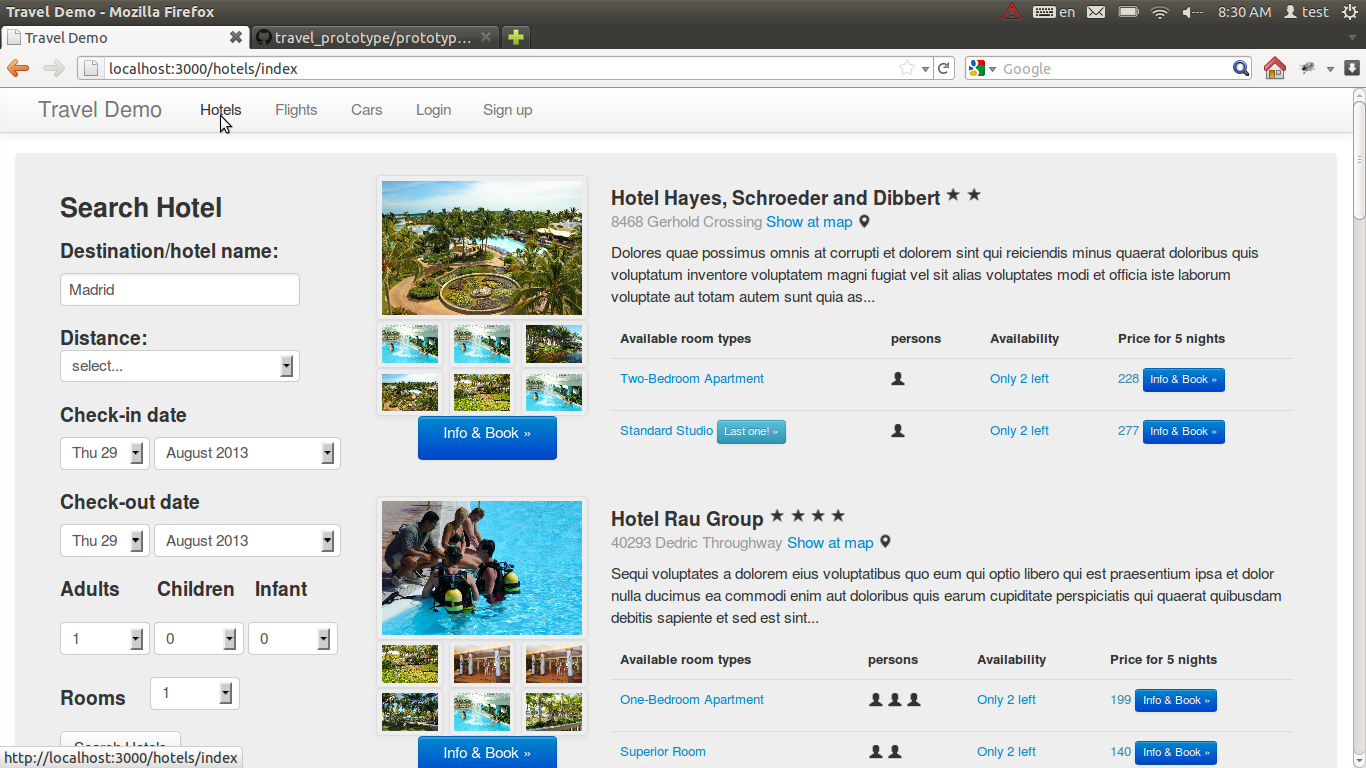 Travel Demo - Mozilla Firefox
en
8:30 AM
test
Travel Demo
travel_prototype/prototyp...
localhost:3000/hotels/index
Google
Travel Demo
Hotels
Flights
Cars
Login
Sign up
Search Hotel
Destination/hotel name:
Madrid
Distance:
select...
Check-in date
Thu 29
August 2013
Check-out date
Thu 29
August 2013
Adults
Children
Infant
1
0
0
Rooms
1
Search Hotels
Info & Book »
Hotel Hayes, Schroeder and Dibbert
8468 Gerhold Crossing Show at map
Dolores quae possimus omnis at corrupti et dolorem sint qui reiciendis minus quaerat doloribus quis
voluptatum inventore voluptatem magni fugiat vel sit alias voluptates modi et officia iste laborum
voluptate aut totam autem sunt quia as...
Available room types
persons
Availability
Price for 5 nights
Two-Bedroom Apartment
Only 2 left
228 Info & Book »
Standard Studio Last one! »
Only 2 left
277 Info & Book »
Info & Book »
Hotel Rau Group
40293 Dedric Throughway Show at map
Sequi voluptates a dolorem eius voluptatibus quo eum qui optio libero qui est praesentium ipsa et dolor
nulla ducimus ea commodi enim aut doloribus quis earum cupiditate perspiciatis qui quaerat quibusdam
debitis sapiente et sed est sint...
Available room types
persons
Availability
Price for 5 nights
One-Bedroom Apartment
Only 2 left
199 Info & Book »
Superior Room
Only 2 left
140 Info & Book »
http://localhost:3000/hotels/index